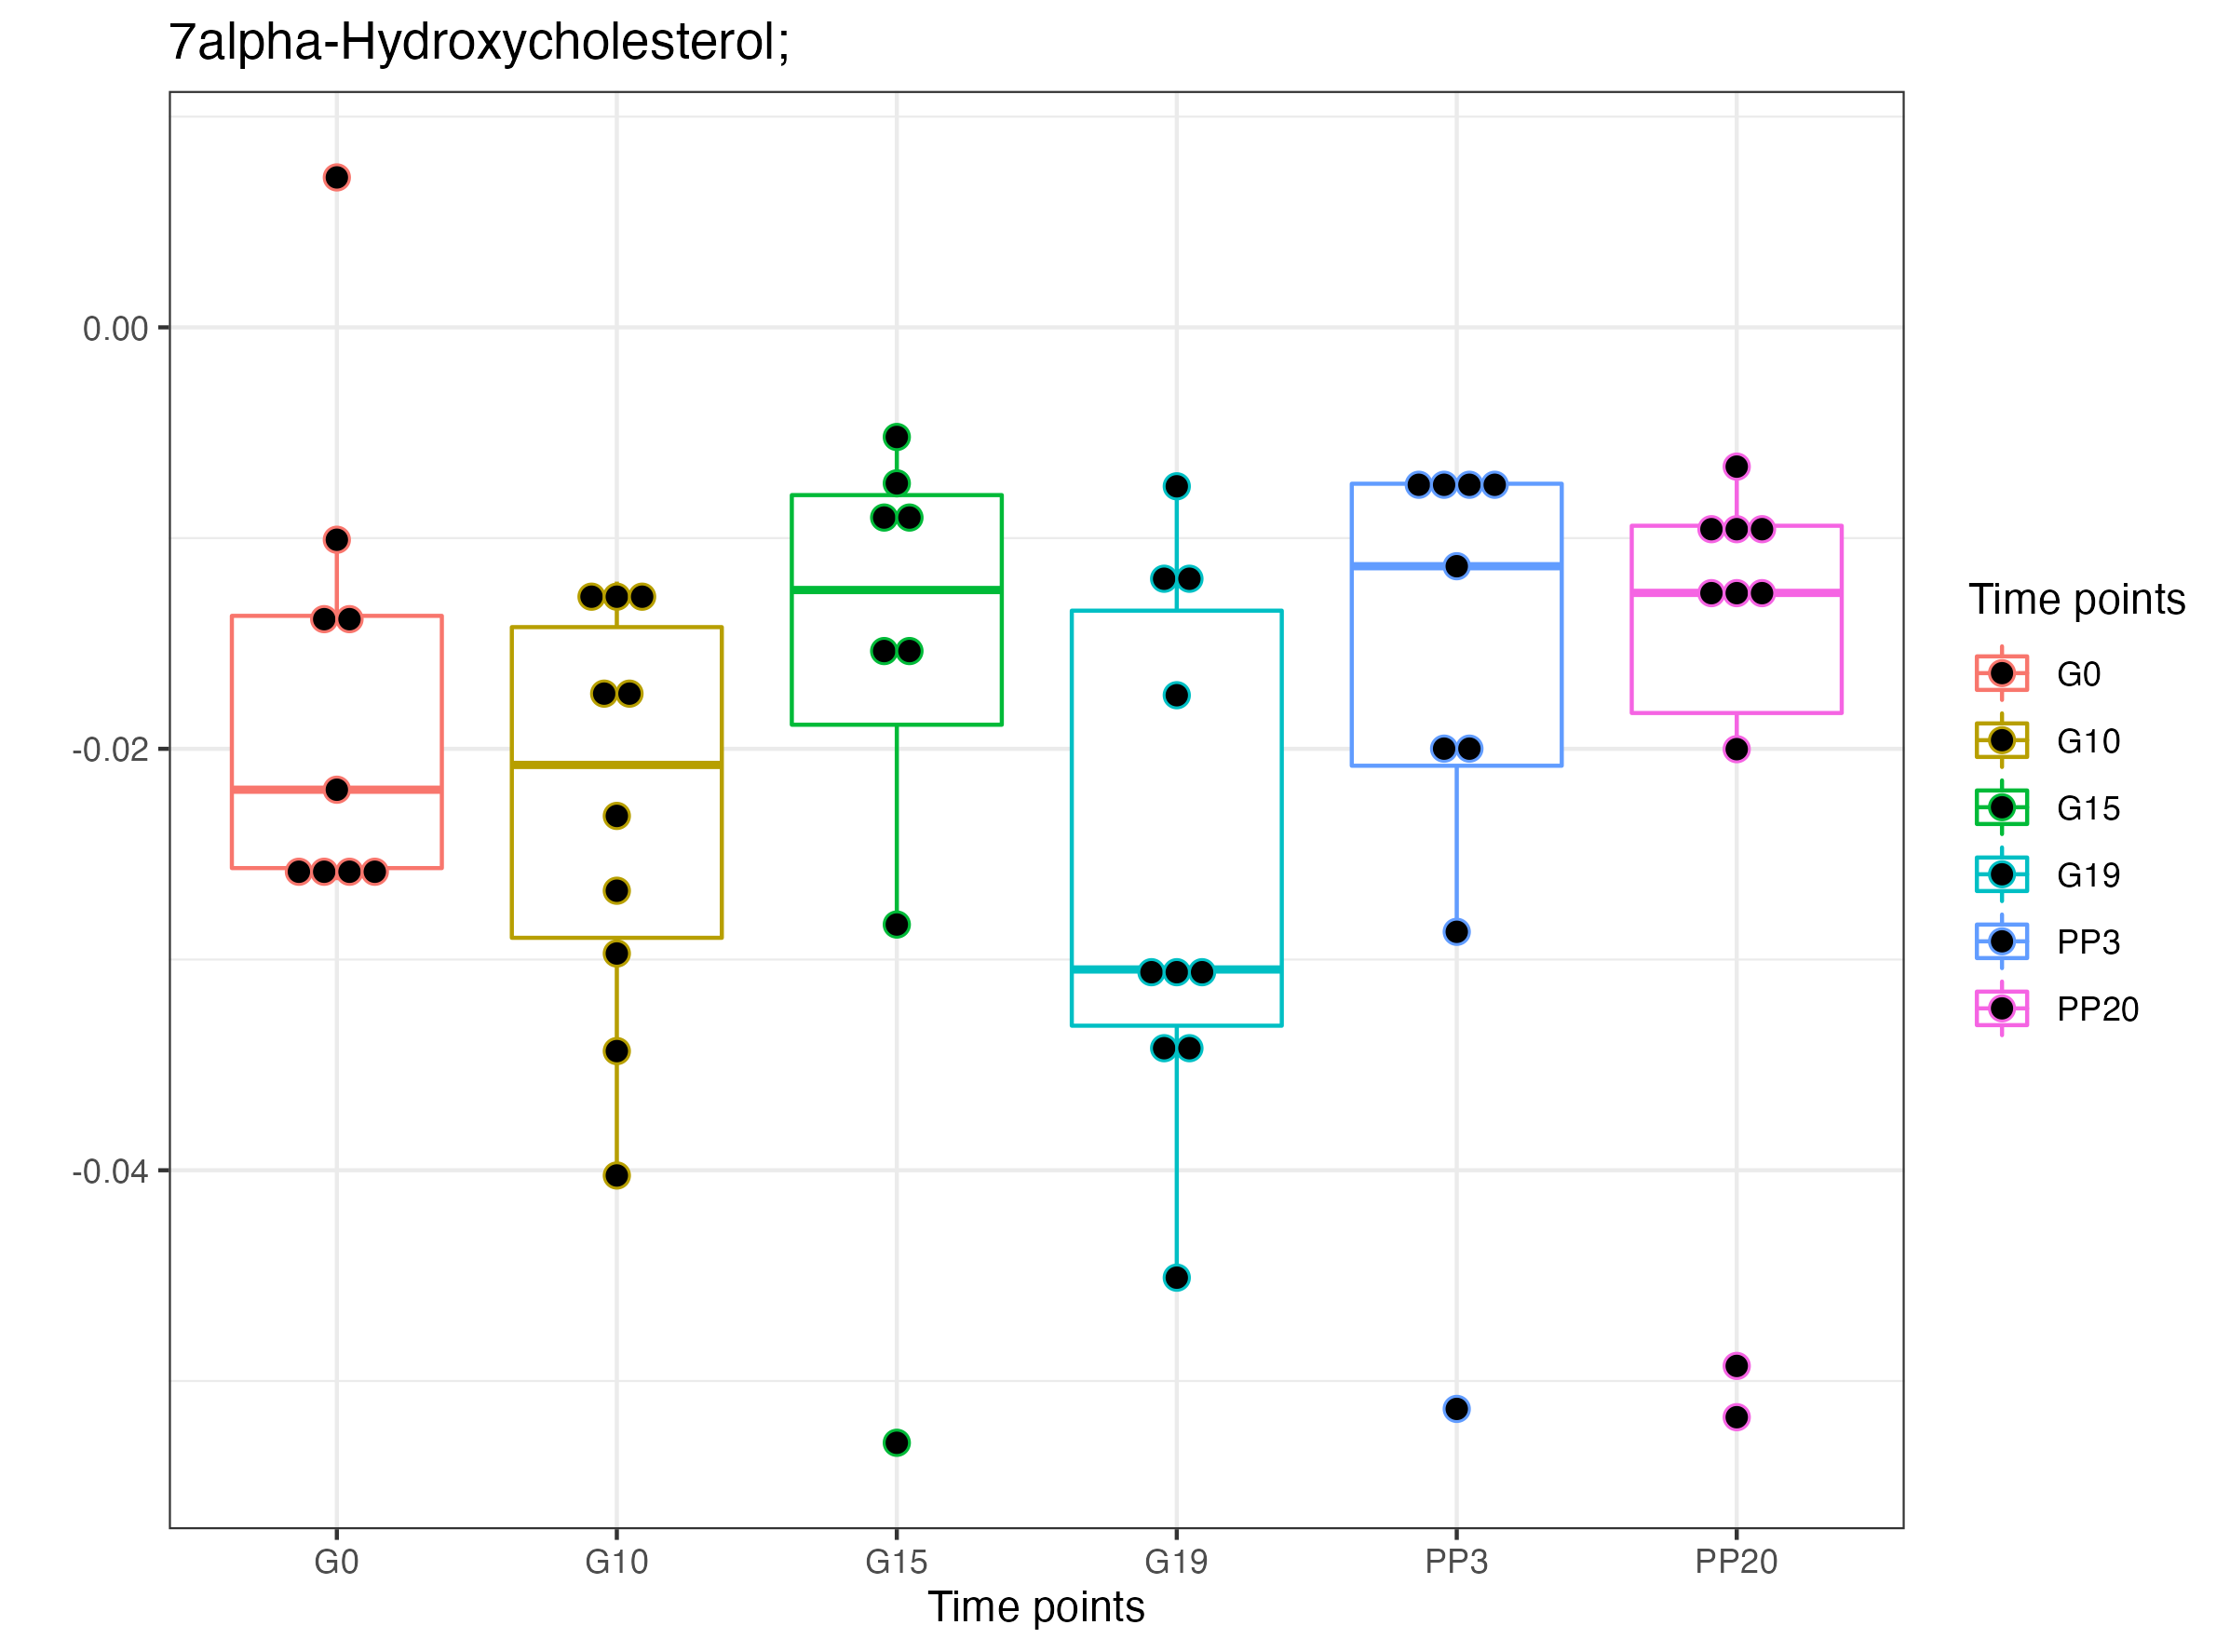 7alpha-Hydroxycholesterol;
0.00
-0.02
-0.04
G0 G10 G15 G19 PP3 PP20
Time points
Time points
G0
G10
G15
G19
PP3
PP20